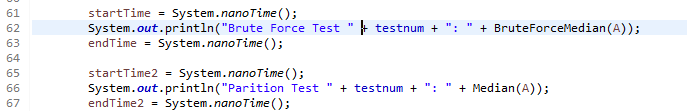 61 startTime = System.nanoTime();
62 System.out.println("Brute Force Test " + testnum + ": " + BruteForceMedian(A));
63 endTime = System.nanoTime();
64
65 startTime2 = System.nanoTime();
66 System.out.println("Parition Test " + testnum + ": " + Median(A));
67 endTime2 = System.nanoTime();